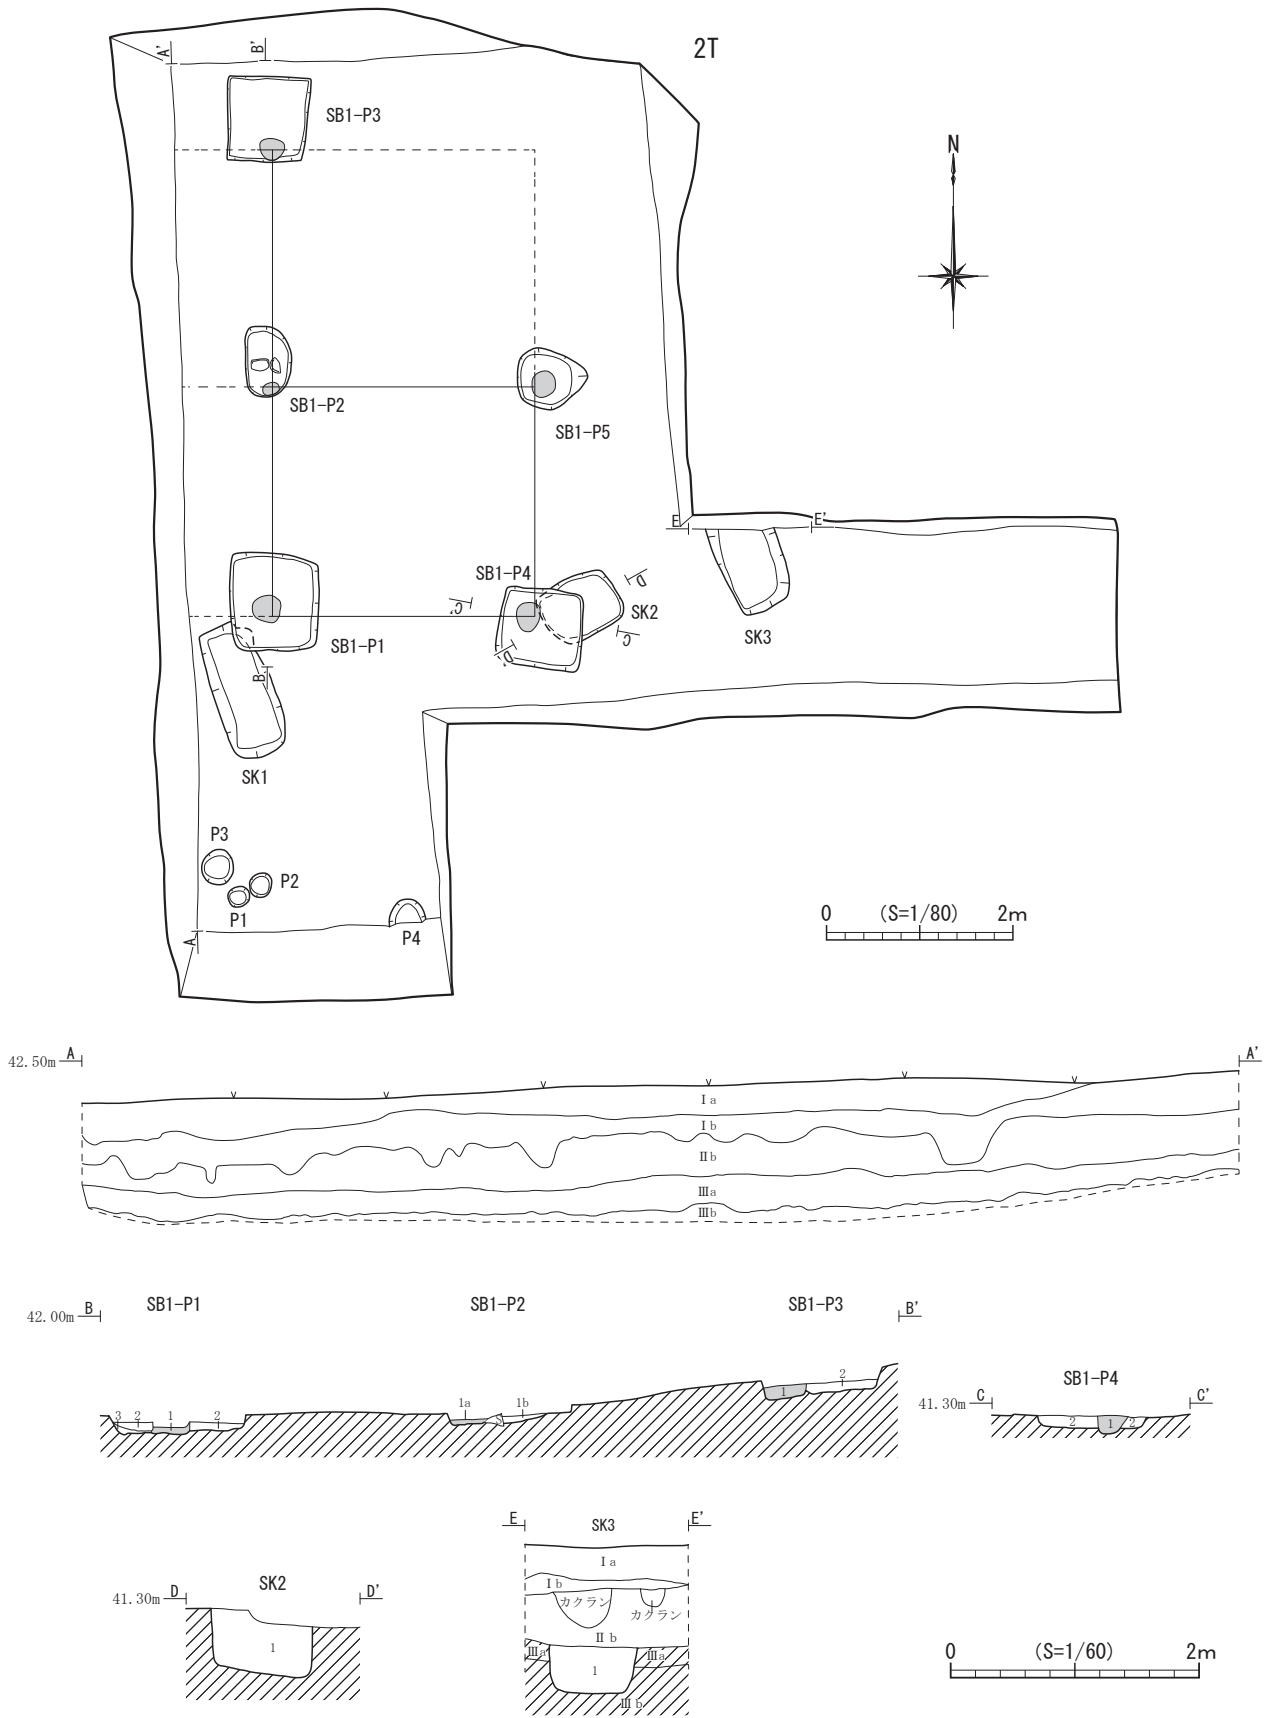 2T
A'
B'
SB1-P3
N
SB1-P2
SB1-P5
E
E'
SB1-P4
D
C'
SK2
C
SK3
D'
SB1-P1
B
SK1
P3
P2
P1
P4
A
0 (S=1/80) 2m
42.50m A A'
Ⅰa
Ⅰb
Ⅱb
Ⅲa
Ⅲb
SB1-P1 SB1-P2 SB1-P3
42.00m B B'
3 2 1 2 1a S 1b 1 2
SB1-P4
41.30m C C'
2 1 2
E SK3 E'
Ⅰa
Ⅰb
カクラン
カクラン
Ⅱb
Ⅲa Ⅲa
1
Ⅲb
SK2
41.30m D D'
1
0 (S=1/60) 2m